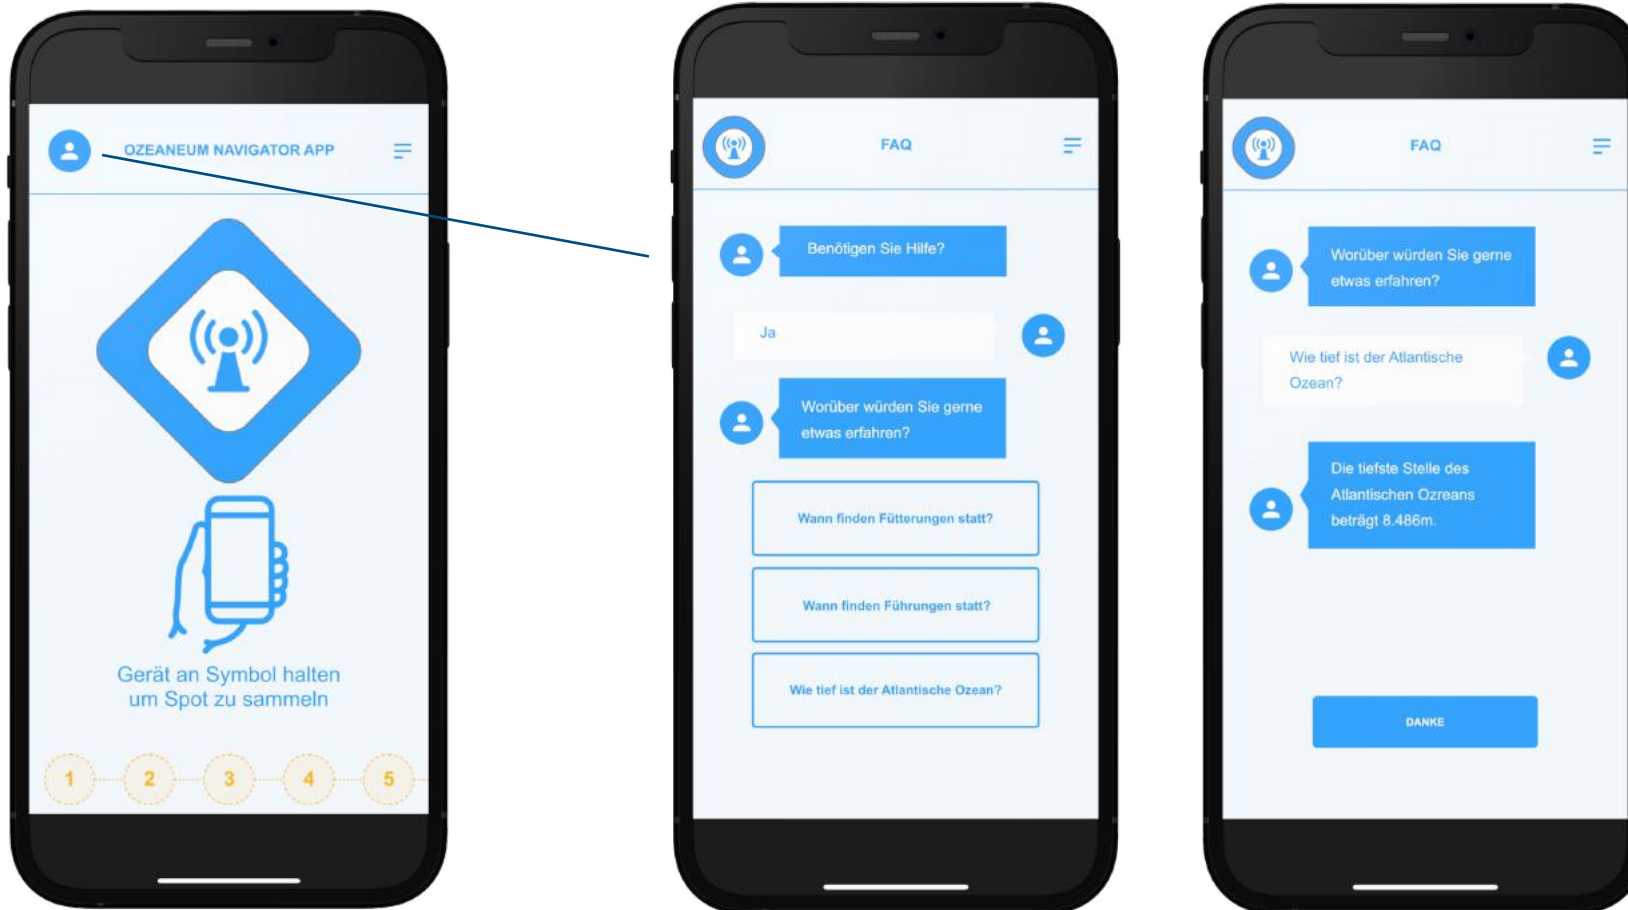 OZEANEUM NAVIGATOR APP
Gerät an Symbol halten
um Spot zu sammeln
1
2
3
4
5
FAQ
Benötigen Sie Hilfe?
Ja
Worüber würden Sie gerne
etwas erfahren?
Wann finden Fütterungen statt?
Wann finden Führungen statt?
Wie tief ist der Atlantische Ozean?
FAQ
Worüber würden Sie gerne
etwas erfahren?
Wie tief ist der Atlantische
Ozean?
Die tiefste Stelle des
Atlantischen Ozreans
beträgt 8.486m.
DANKE